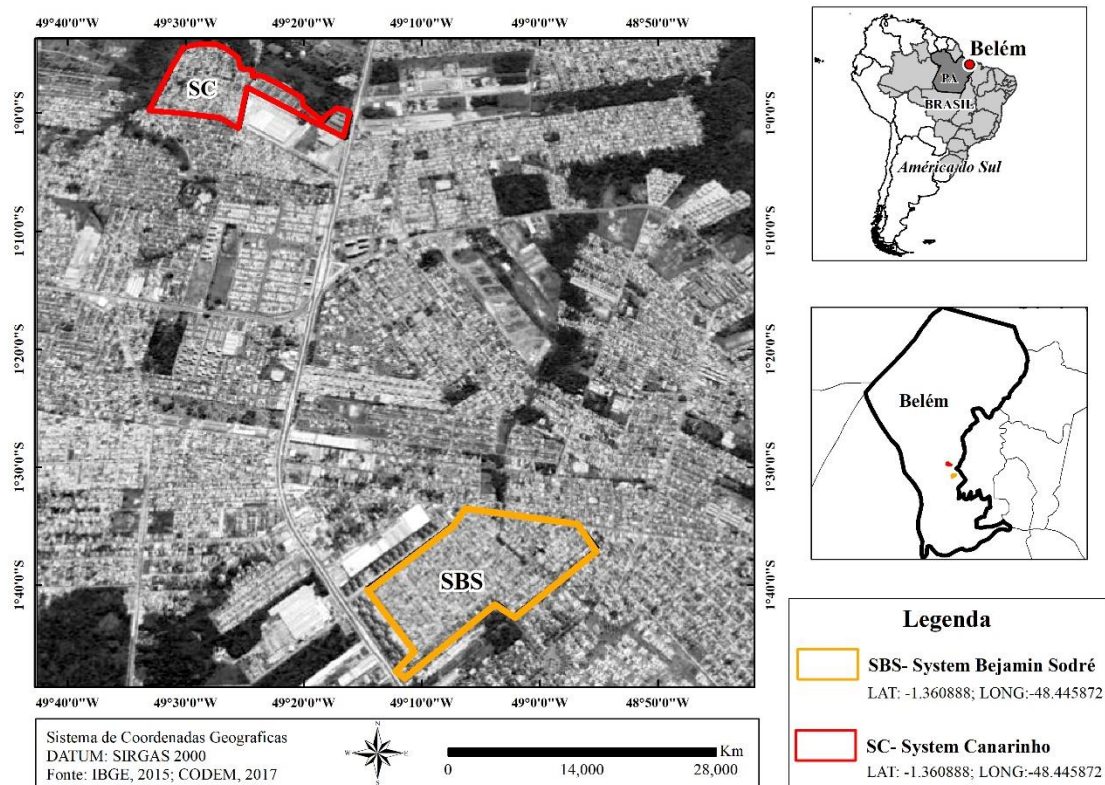 49°40'0"W 49°30'0"W 49°20'0"W 49°10'0"W 49°0'0"W 48°50'0"W
1°0'0"S
1°10'0"S
1°20'0"S
1°30'0"S
1°40'0"S
SC
SBS
1°0'0"S
1°10'0"S
1°20'0"S
1°30'0"S
1°40'0"S
49°40'0"W 49°30'0"W 49°20'0"W 49°10'0"W 49°0'0"W 48°50'0"W
Belém
PA
BRASIL
América do Sul
Belém
Legenda
SBS- System Bejamin Sodré
LAT: -1.360888; LONG:-48.445872
SC- System Canarinho
LAT: -1.360888; LONG:-48.445872
Sistema de Coordenadas Geograficas
DATUM: SIRGAS 2000
Fonte: IBGE, 2015; CODEM, 2017
N
W E
S
Km
0 14,000 28,000